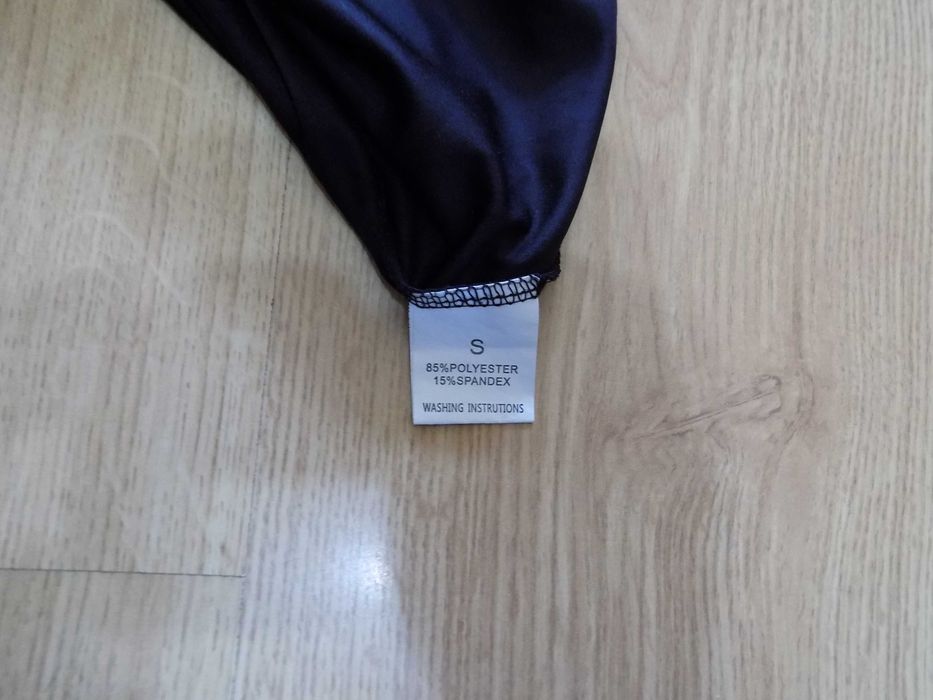 S
85%POLYESTER
15%SPANDEX
WASHING INSTRUTIONS